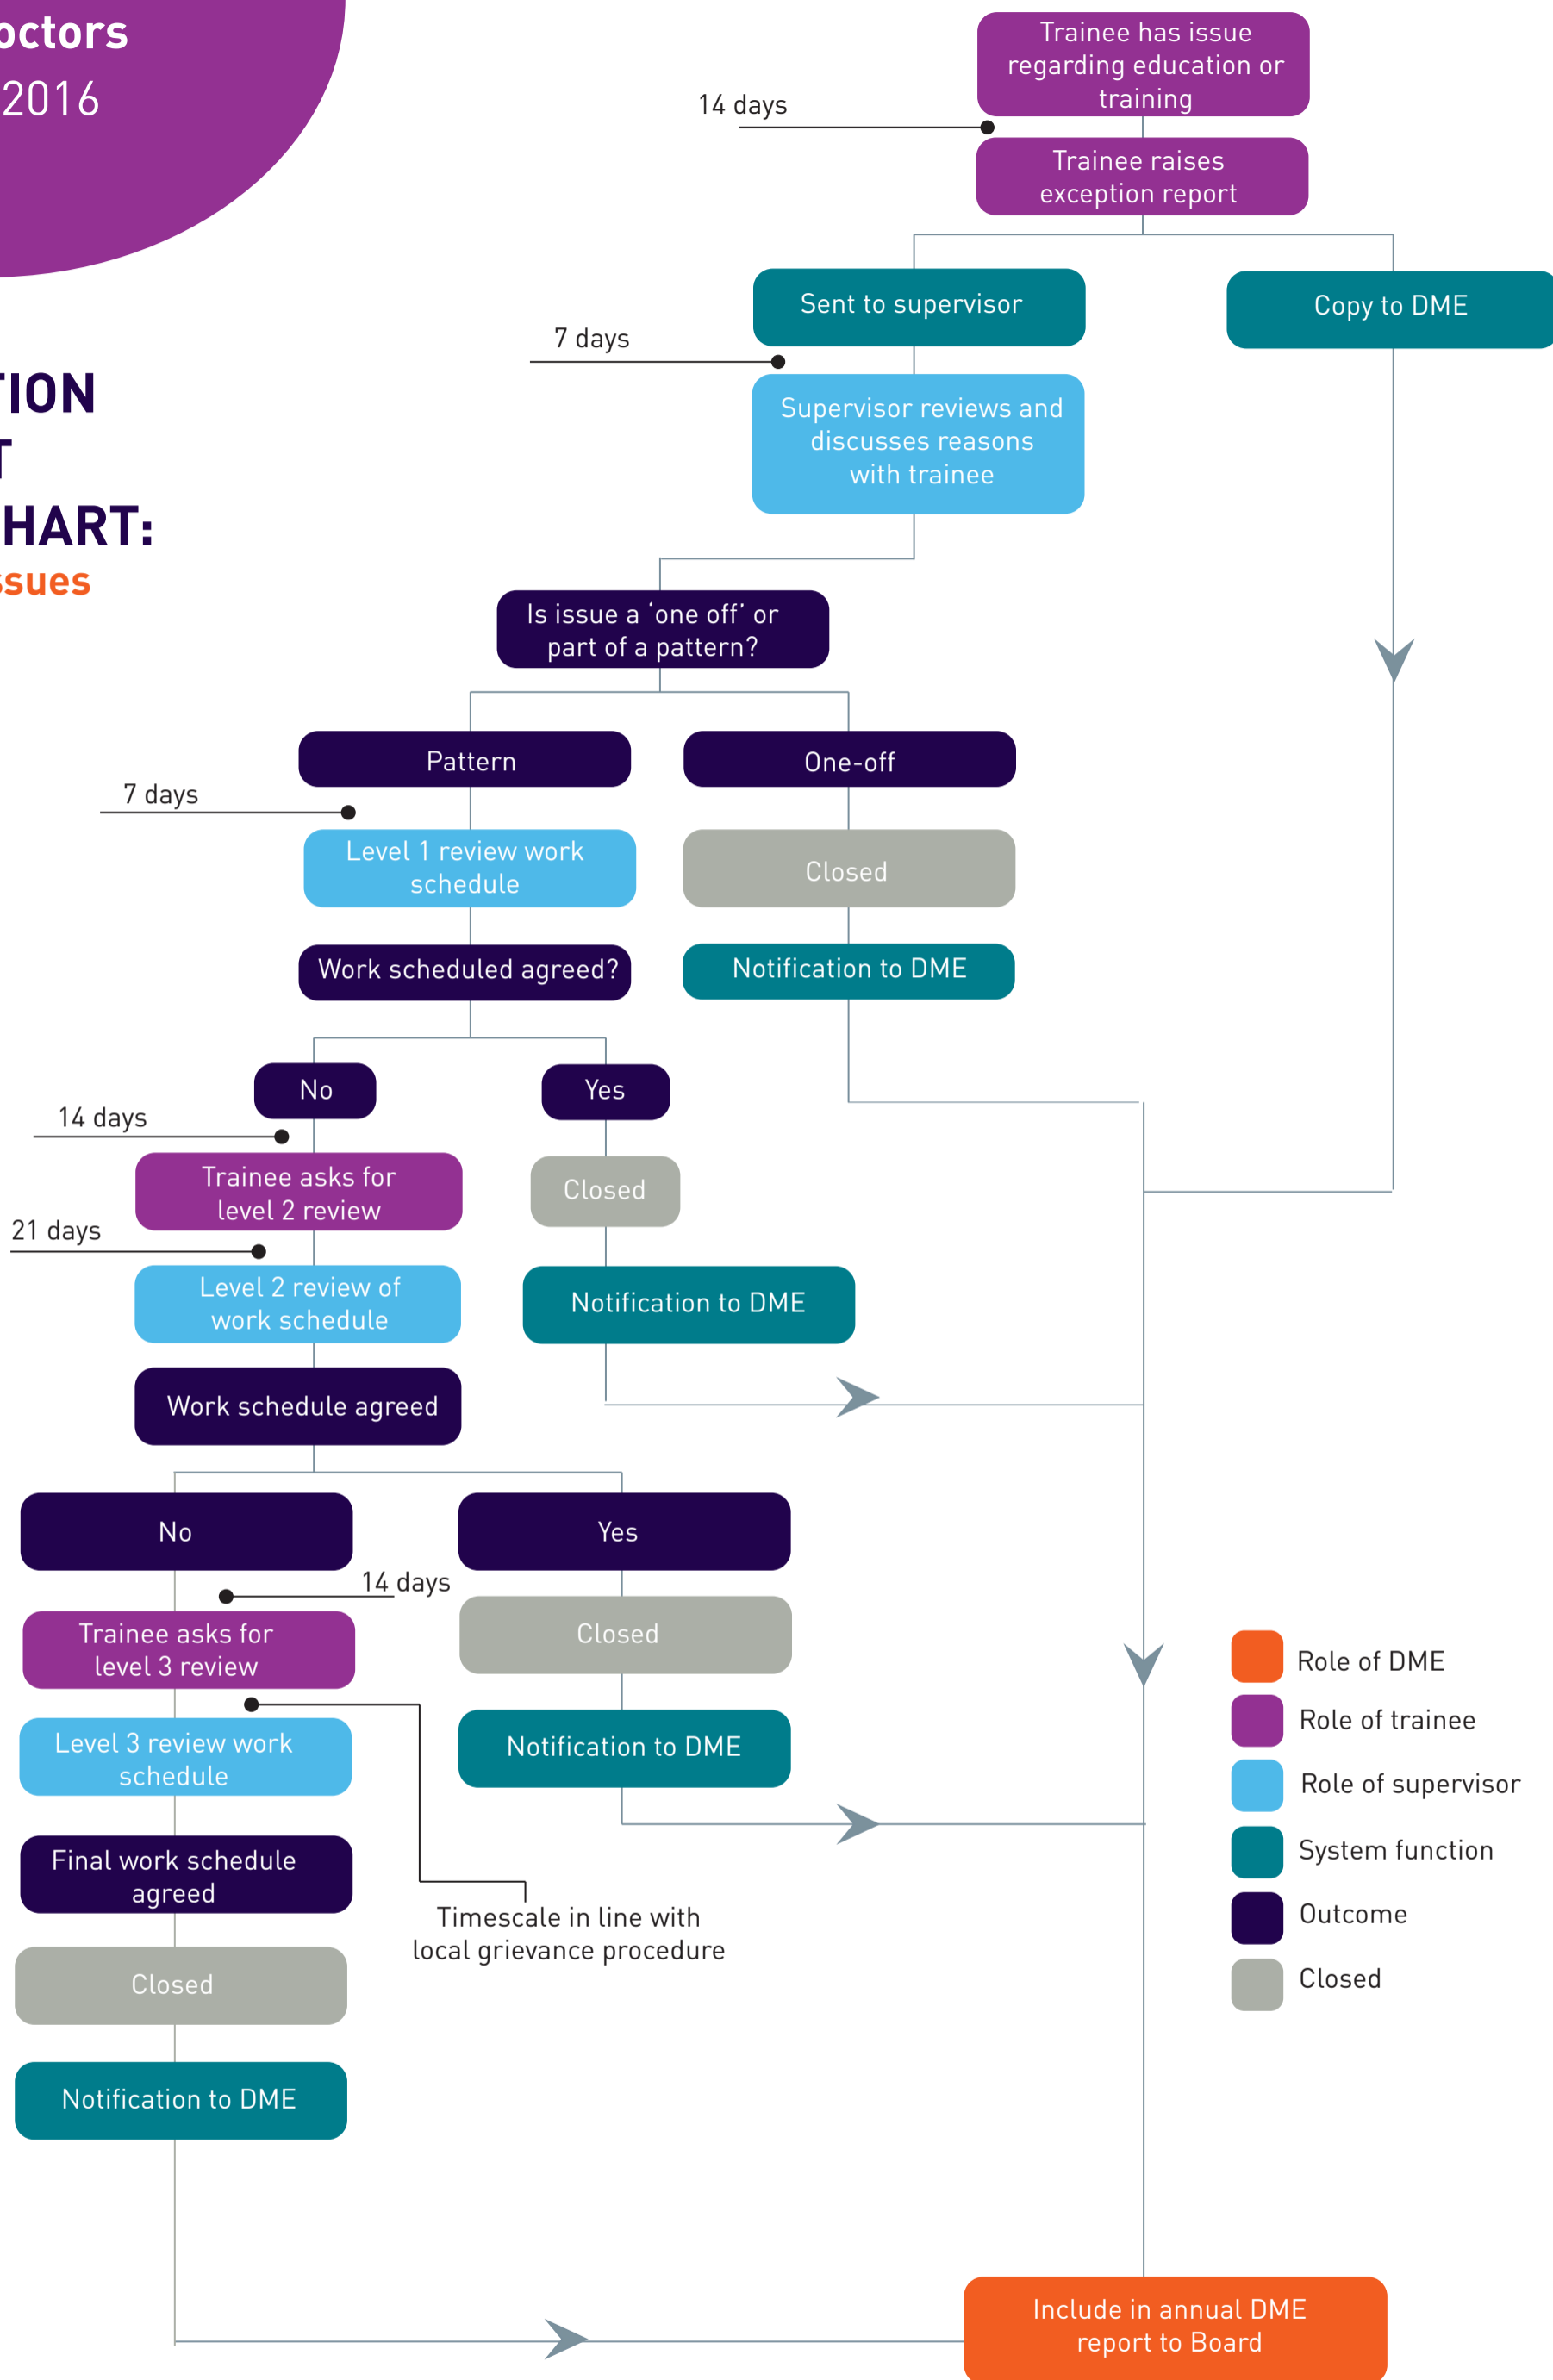 2016
Trainee has issue
regarding education or
training
14 days
Trainee raises
exception report
Sent to supervisor
Copy to DME
7 days
Supervisor reviews and
discusses reasons
with trainee
HART:
Is issue a ‘one off’ or
part of a pattern?
Pattern
One-off
7 days
Level 1 review work
schedule
Closed
Work scheduled agreed?
Notification to DME
No
Yes
14 days
Trainee asks for
level 2 review
Closed
21 days
Level 2 review of
work schedule
Notification to DME
Work schedule agreed
No
Yes
14 days
Trainee asks for
level 3 review
Closed
Level 3 review work
schedule
Notification to DME
Final work schedule
agreed
Timescale in line with
local grievance procedure
Closed
Notification to DME
Role of DME
Role of trainee
Role of supervisor
System function
Outcome
Closed
Include in annual DME
report to Board